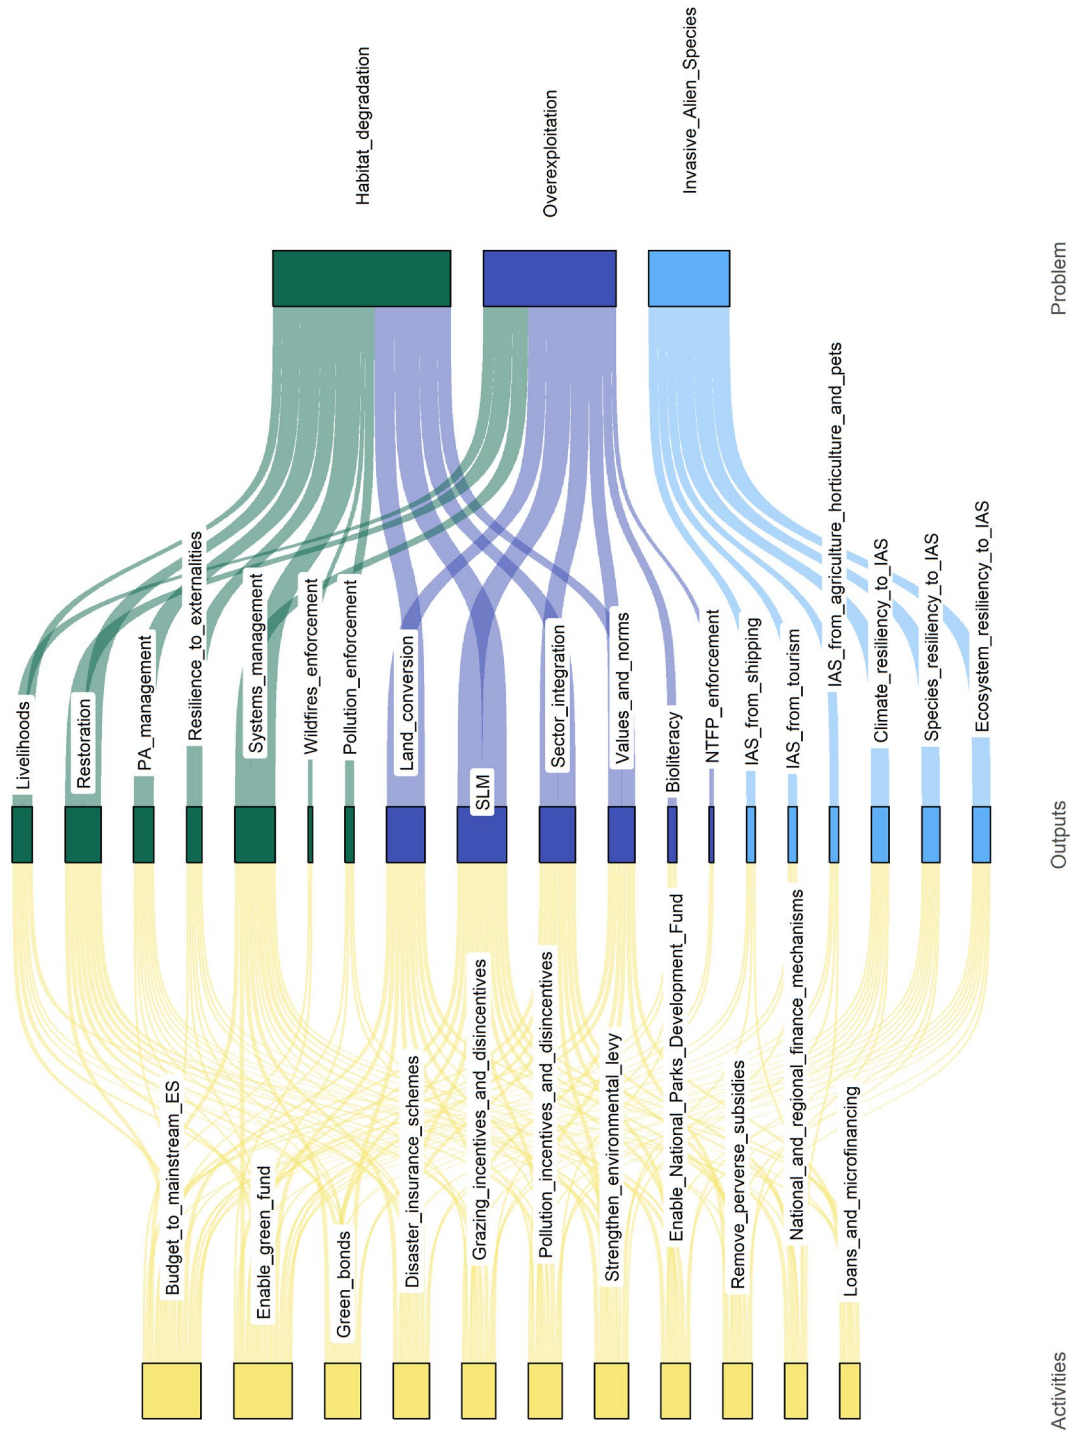 Budget_to_mainstream_ES
Enable_green_fund
Green_bonds
Disaster_insurance_schemes
Grazing_incentives_and_disincentives
Pollution_incentives_and_disincentives
Strengthen_environmental_levy
Enable_National_Parks_Development_Fund
Remove_perverse_subsidies
National_and_regional_finance_mechanisms
Loans_and_microfinancing
Livelihoods
Restoration
PA_management
Resilience_to_externalities
Systems_management
Wildfires_enforcement
Pollution_enforcement
Land_conversion
SLM
Sector_integration
Values_and_norms
Bioliteracy
NTFP_enforcement
IAS_from_shipping
IAS_from_tourism
IAS_from_agriculture_horticulture_and_pets
Climate_resiliency_to_IAS
Species_resiliency_to_IAS
Ecosystem_resiliency_to_IAS
Habitat_degradation
Overexploitation
Invasive_Alien_Species
Activities
Outputs
Problem